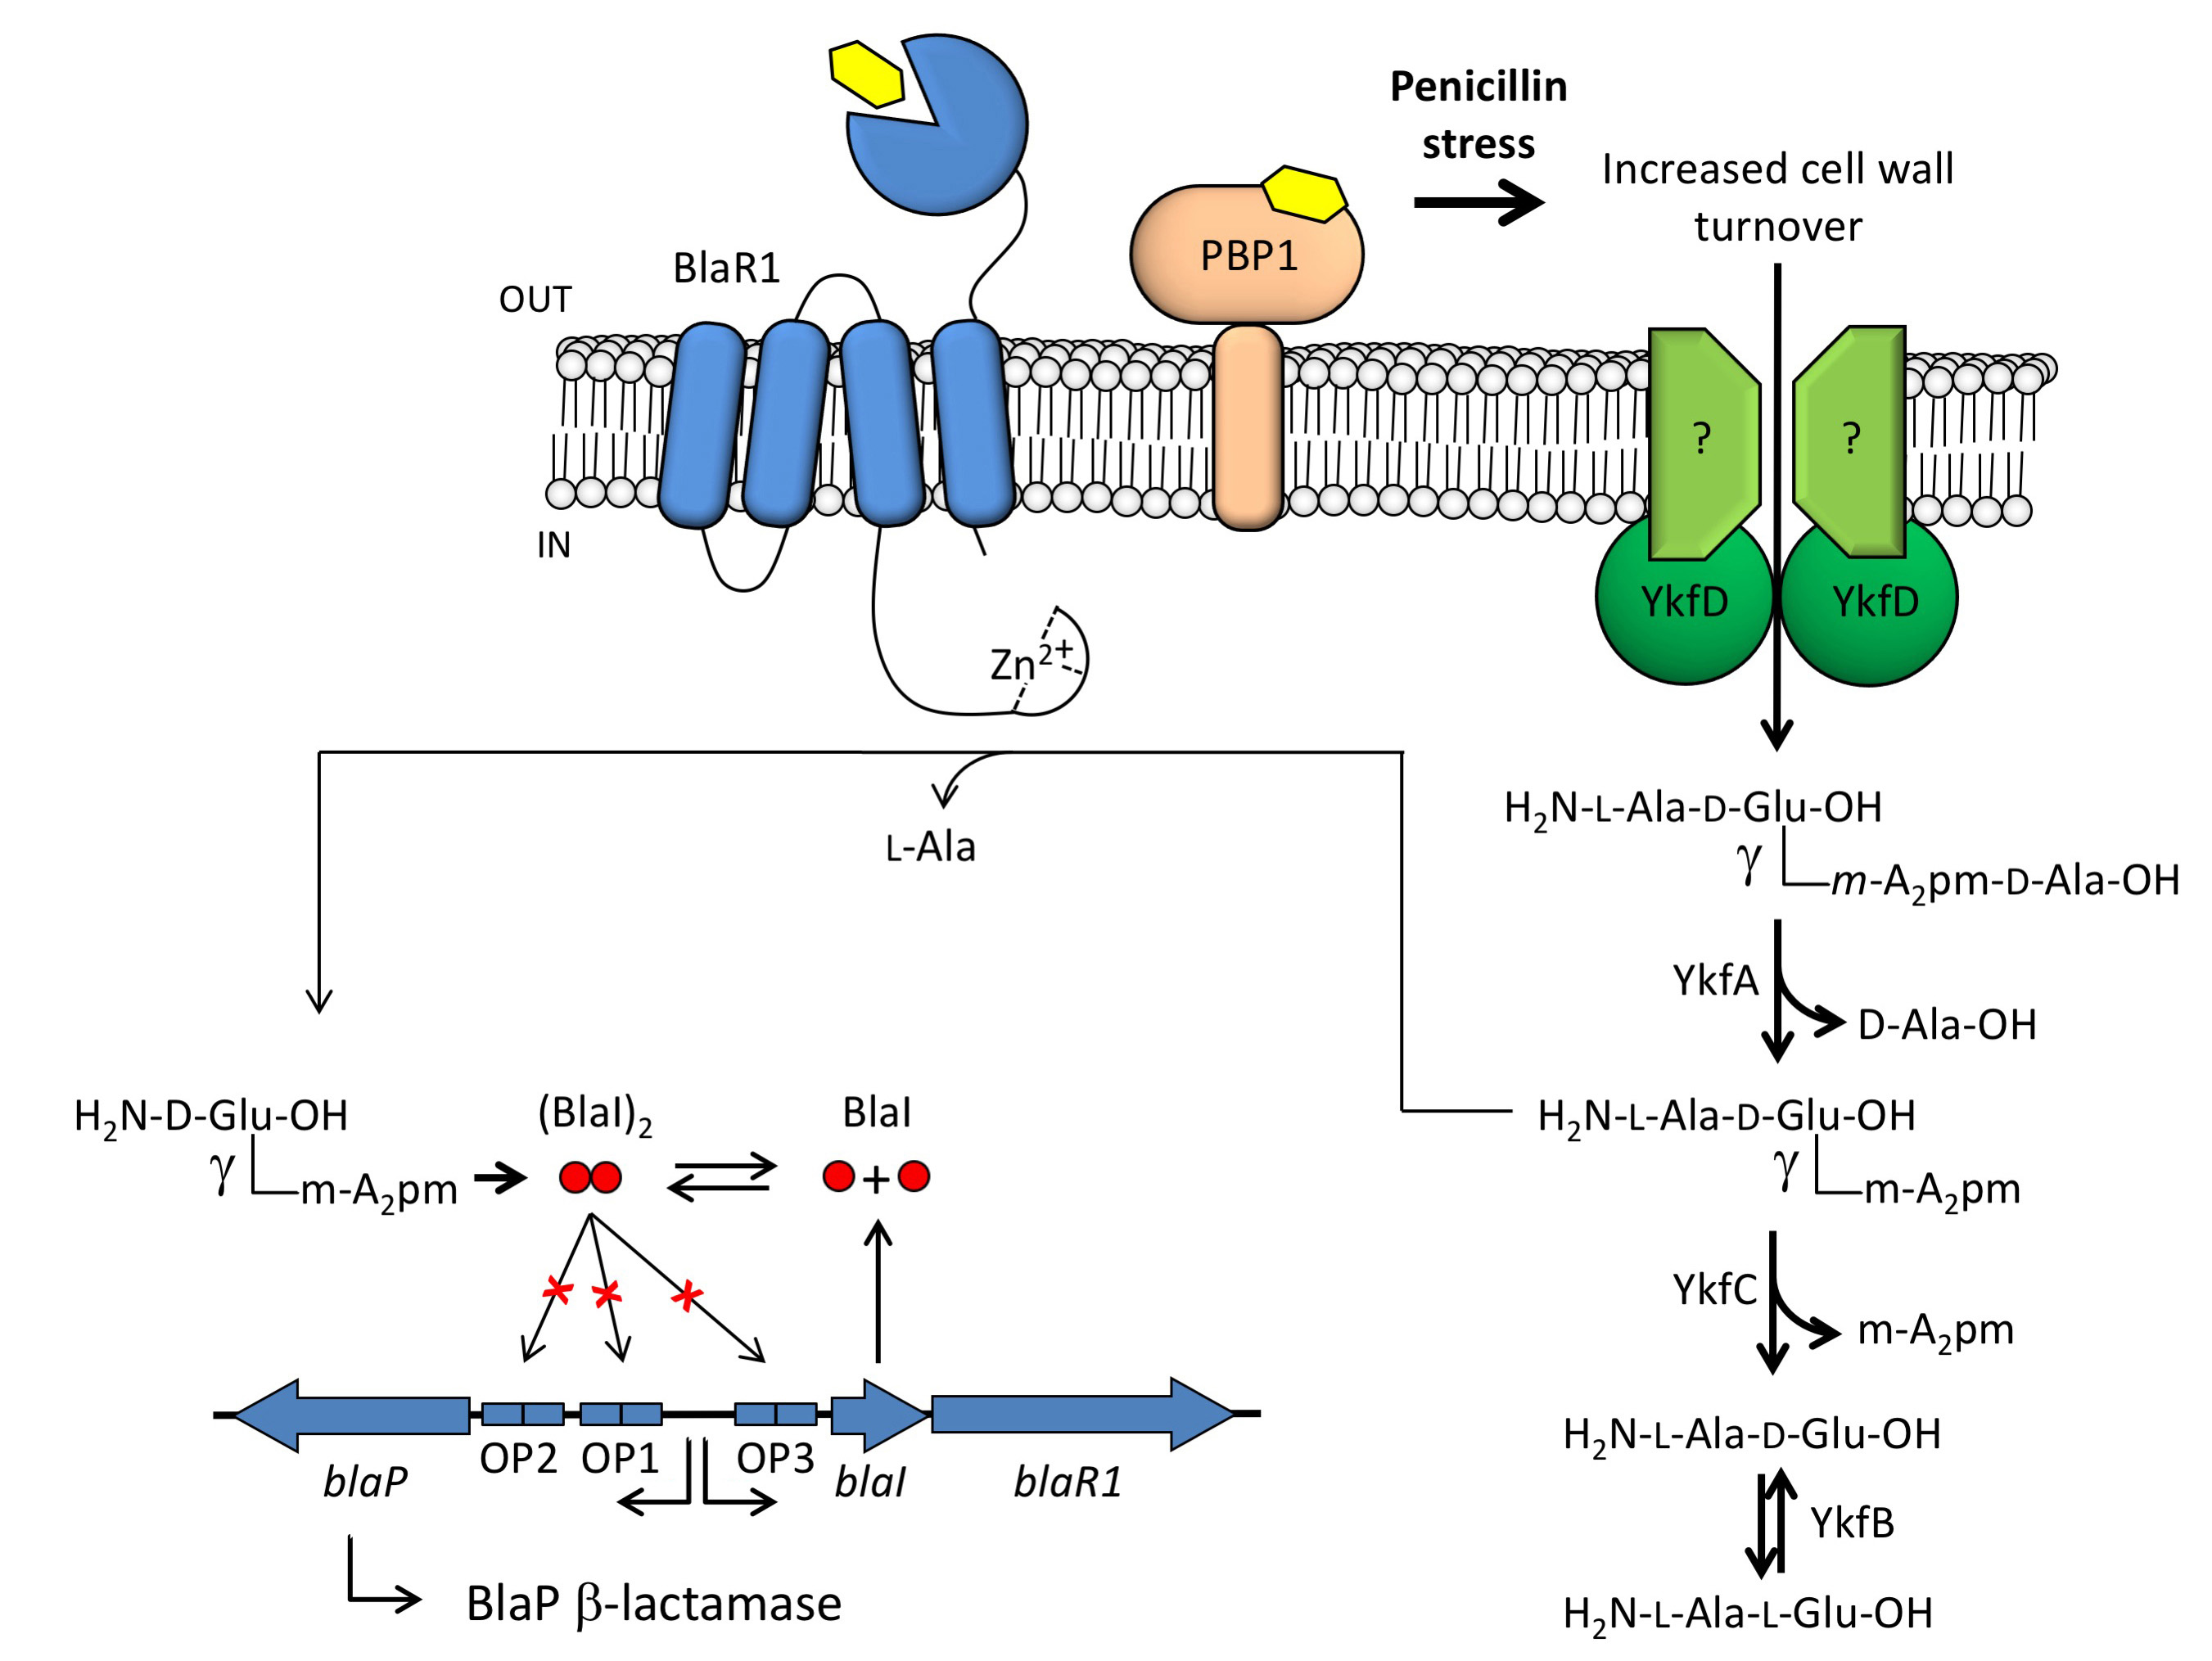 Penicillin
stress
Increased cell wall
turnover
PBP1
BlaR1
OUT
? ?
IN
YkfD YkfD
Zn²⁺
H₂N-L-Ala-D-Glu-OH
γ
m-A₂pm-D-Ala-OH
L-Ala
YkfA
D-Ala-OH
H₂N-D-Glu-OH
γ
m-A₂pm
(BlaI)₂
BlaI
+
H₂N-L-Ala-D-Glu-OH
γ
m-A₂pm
YkfC
m-A₂pm
OP2 OP1 OP3
blaP blaI blaR1
H₂N-L-Ala-D-Glu-OH
YkfB
BlaP β-lactamase
H₂N-L-Ala-L-Glu-OH